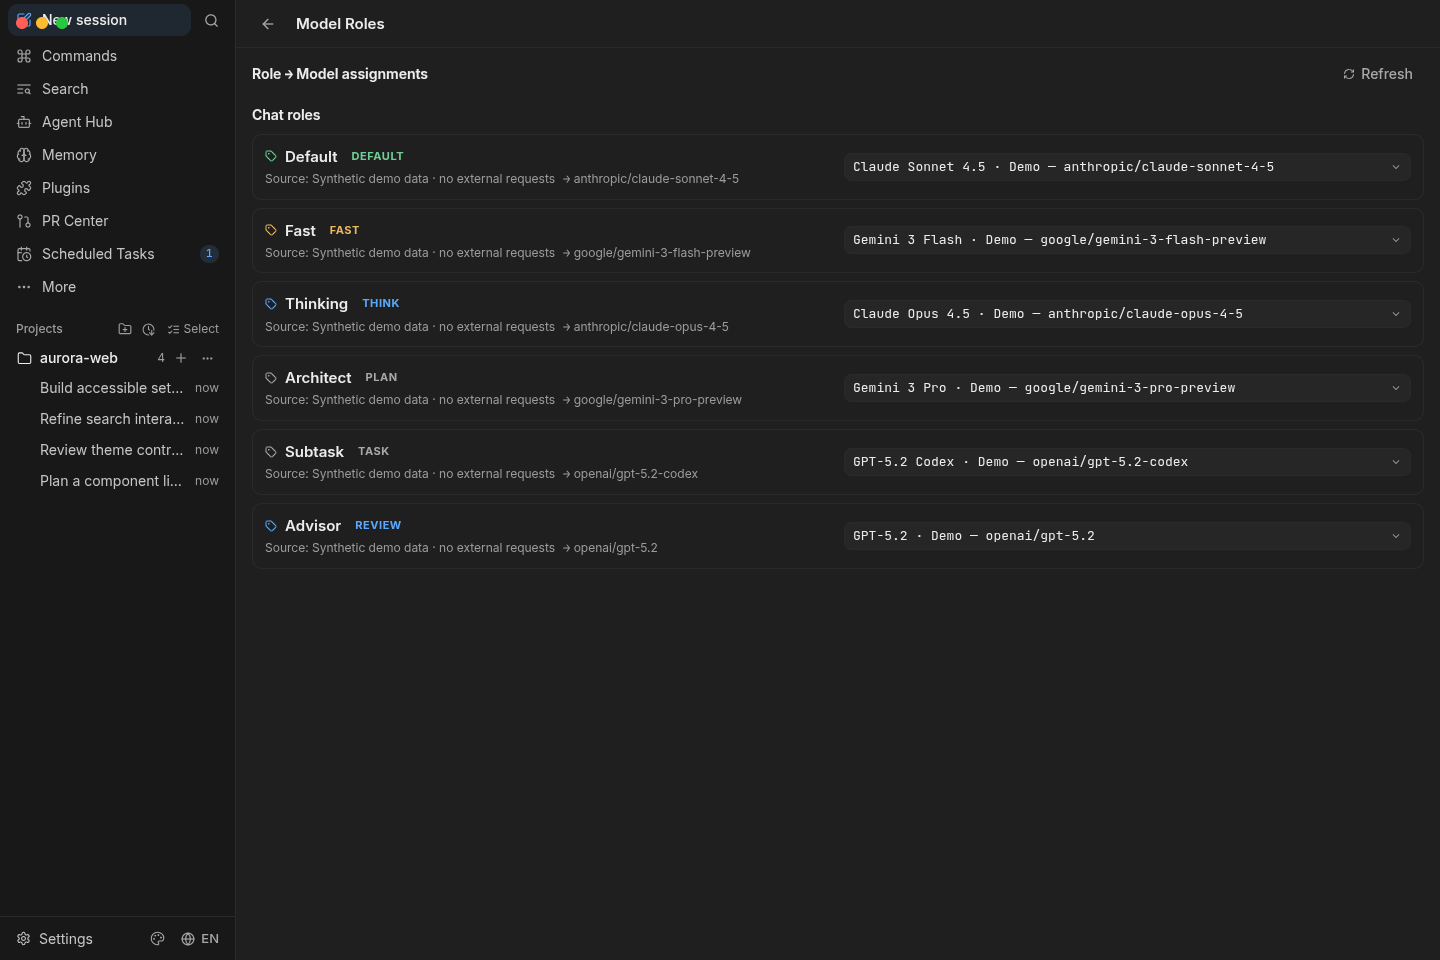 New session
Commands
Search
Agent Hub
Memory
Plugins
PR Center
Scheduled Tasks 1
More
Projects Select
aurora-web 4
Build accessible set... now
Refine search intera... now
Review theme contr... now
Plan a component li... now
Settings EN
Model Roles
Role → Model assignments Refresh
Chat roles
Default DEFAULT
Source: Synthetic demo data · no external requests → anthropic/claude-sonnet-4-5
Claude Sonnet 4.5 · Demo — anthropic/claude-sonnet-4-5
Fast FAST
Source: Synthetic demo data · no external requests → google/gemini-3-flash-preview
Gemini 3 Flash · Demo — google/gemini-3-flash-preview
Thinking THINK
Source: Synthetic demo data · no external requests → anthropic/claude-opus-4-5
Claude Opus 4.5 · Demo — anthropic/claude-opus-4-5
Architect PLAN
Source: Synthetic demo data · no external requests → google/gemini-3-pro-preview
Gemini 3 Pro · Demo — google/gemini-3-pro-preview
Subtask TASK
Source: Synthetic demo data · no external requests → openai/gpt-5.2-codex
GPT-5.2 Codex · Demo — openai/gpt-5.2-codex
Advisor REVIEW
Source: Synthetic demo data · no external requests → openai/gpt-5.2
GPT-5.2 · Demo — openai/gpt-5.2